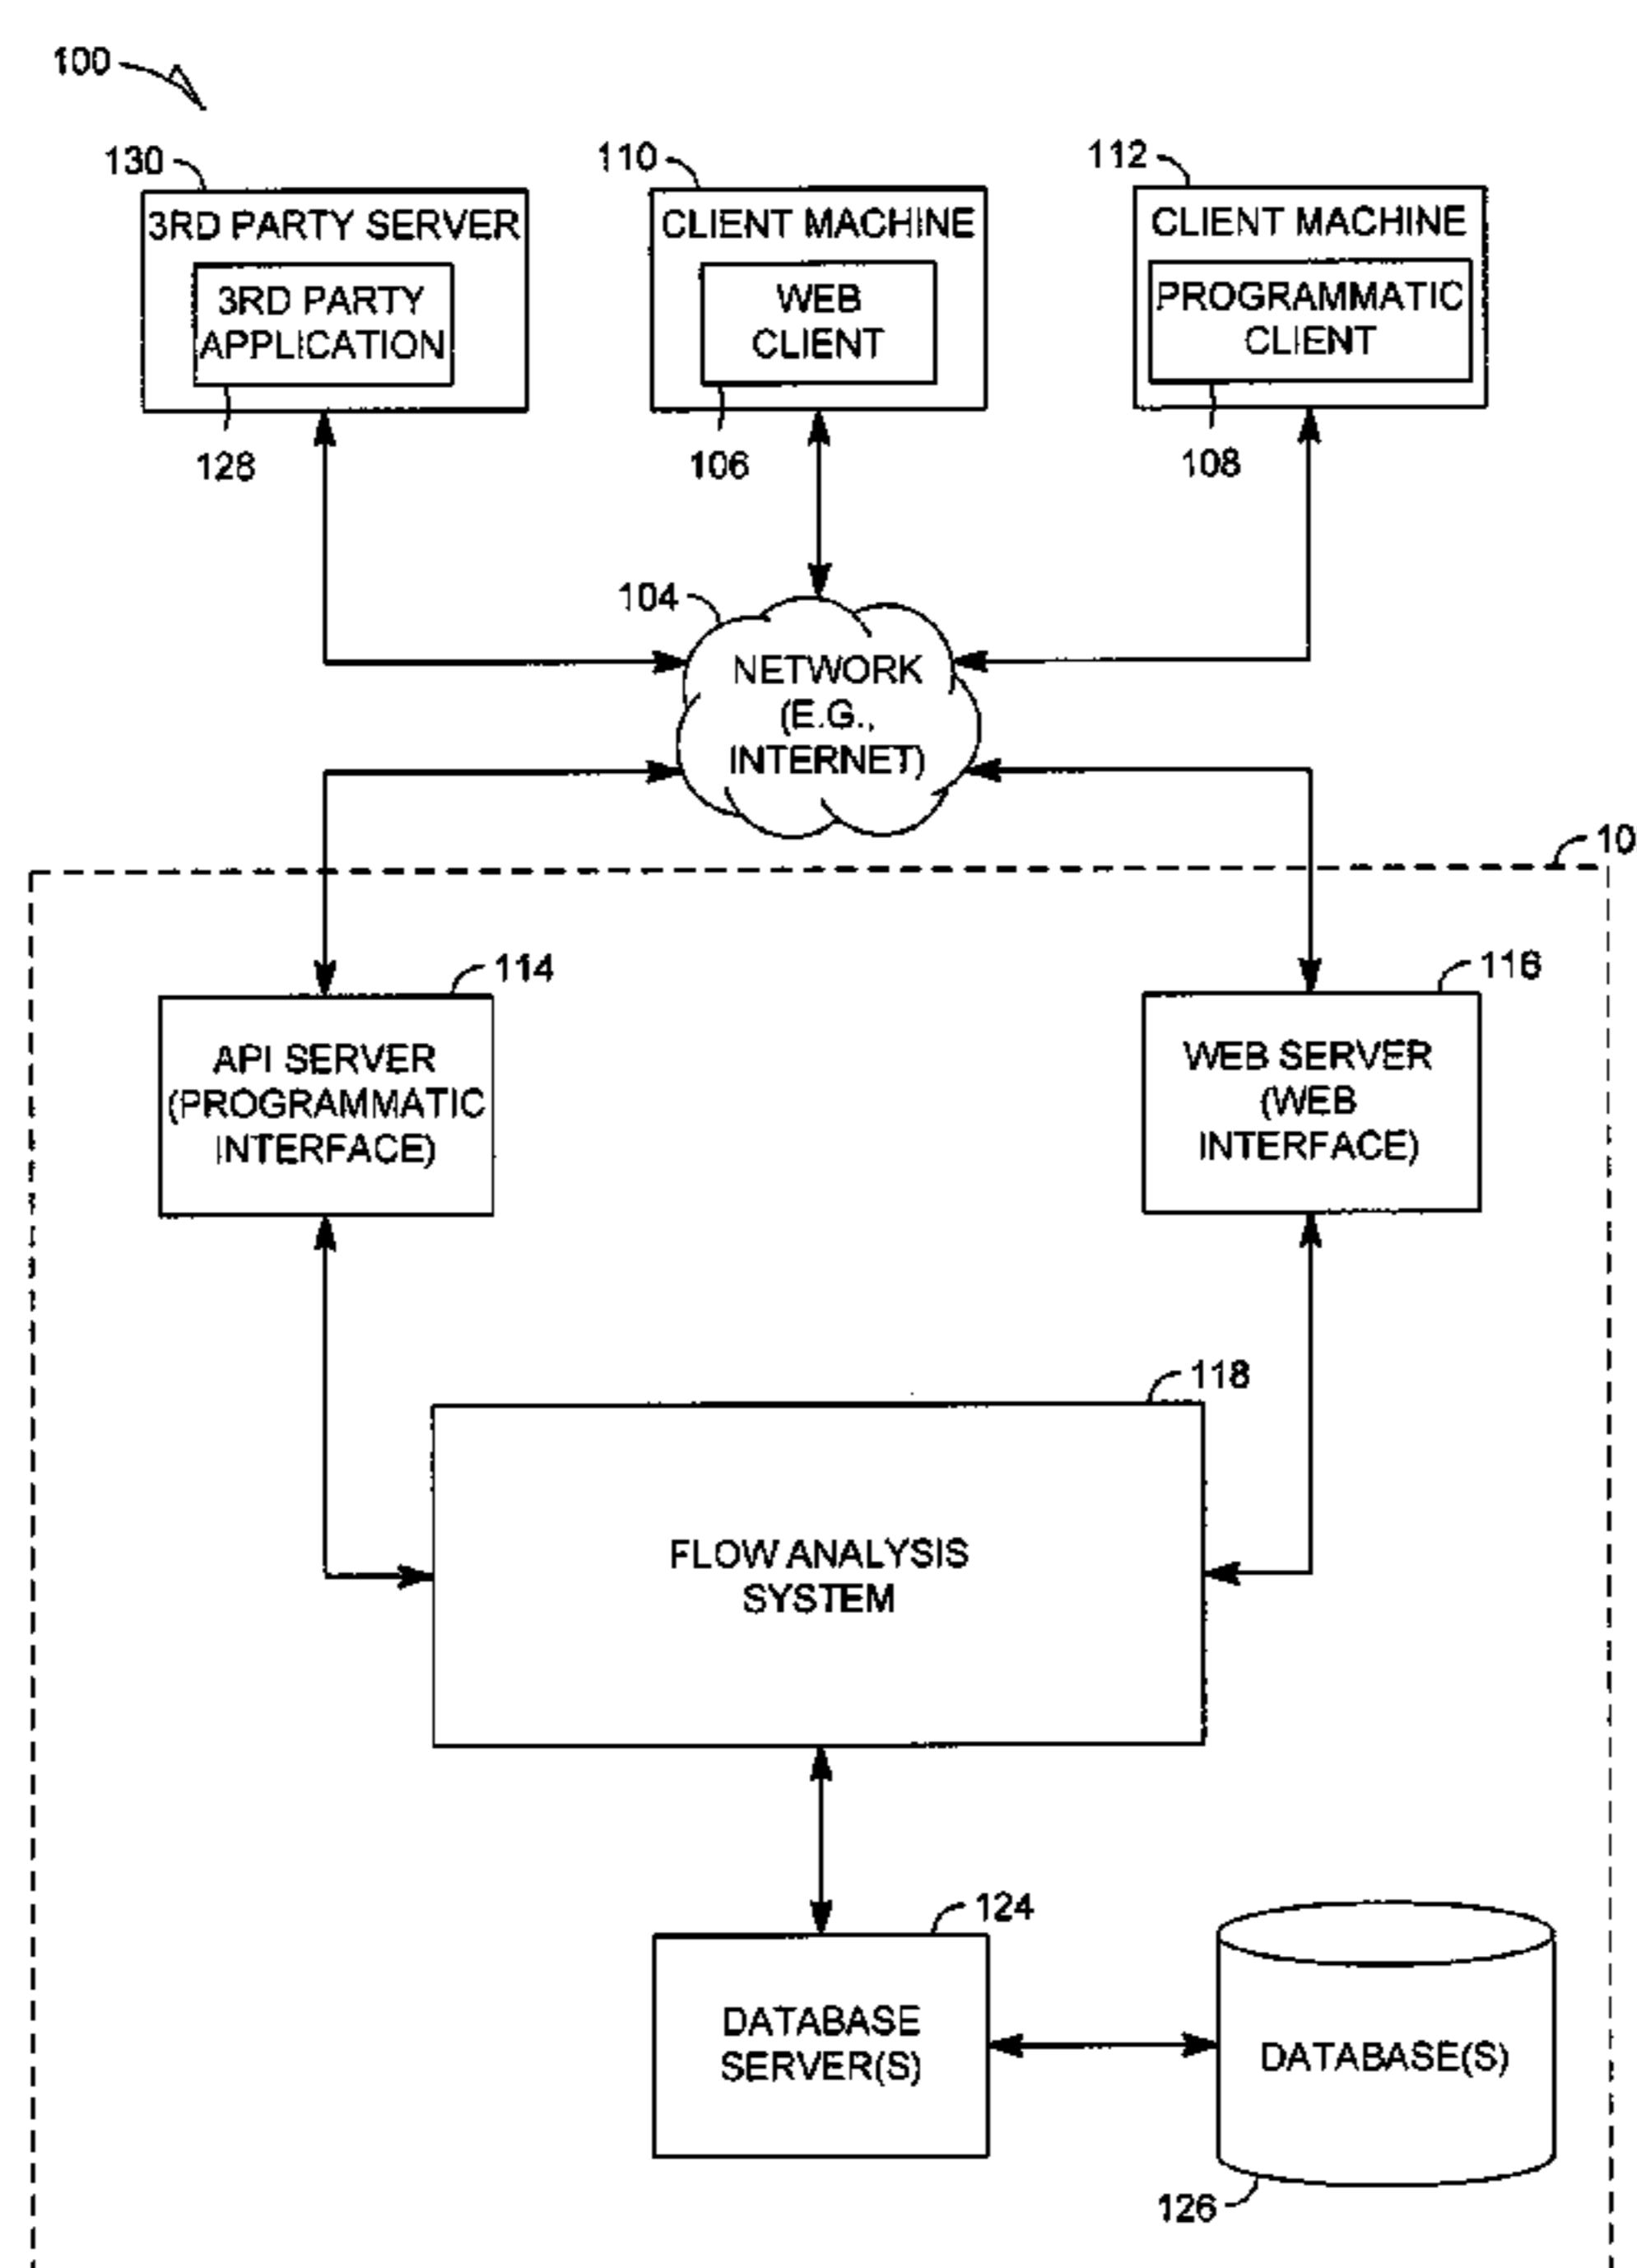 100
130
110
112
3RD PARTY SERVER
3RD PARTY
APPLICATION
CLIENT MACHINE
WEB
CLIENT
CLIENT MACHINE
PROGRAMMATIC
CLIENT
128
106
108
104
NETWORK
(E.G.,
INTERNET)
10
114
116
API SERVER
(PROGRAMMATIC
INTERFACE)
WEB SERVER
(WEB
INTERFACE)
118
FLOW ANALYSIS
SYSTEM
124
DATABASE
SERVER(S)
DATABASE(S)
126